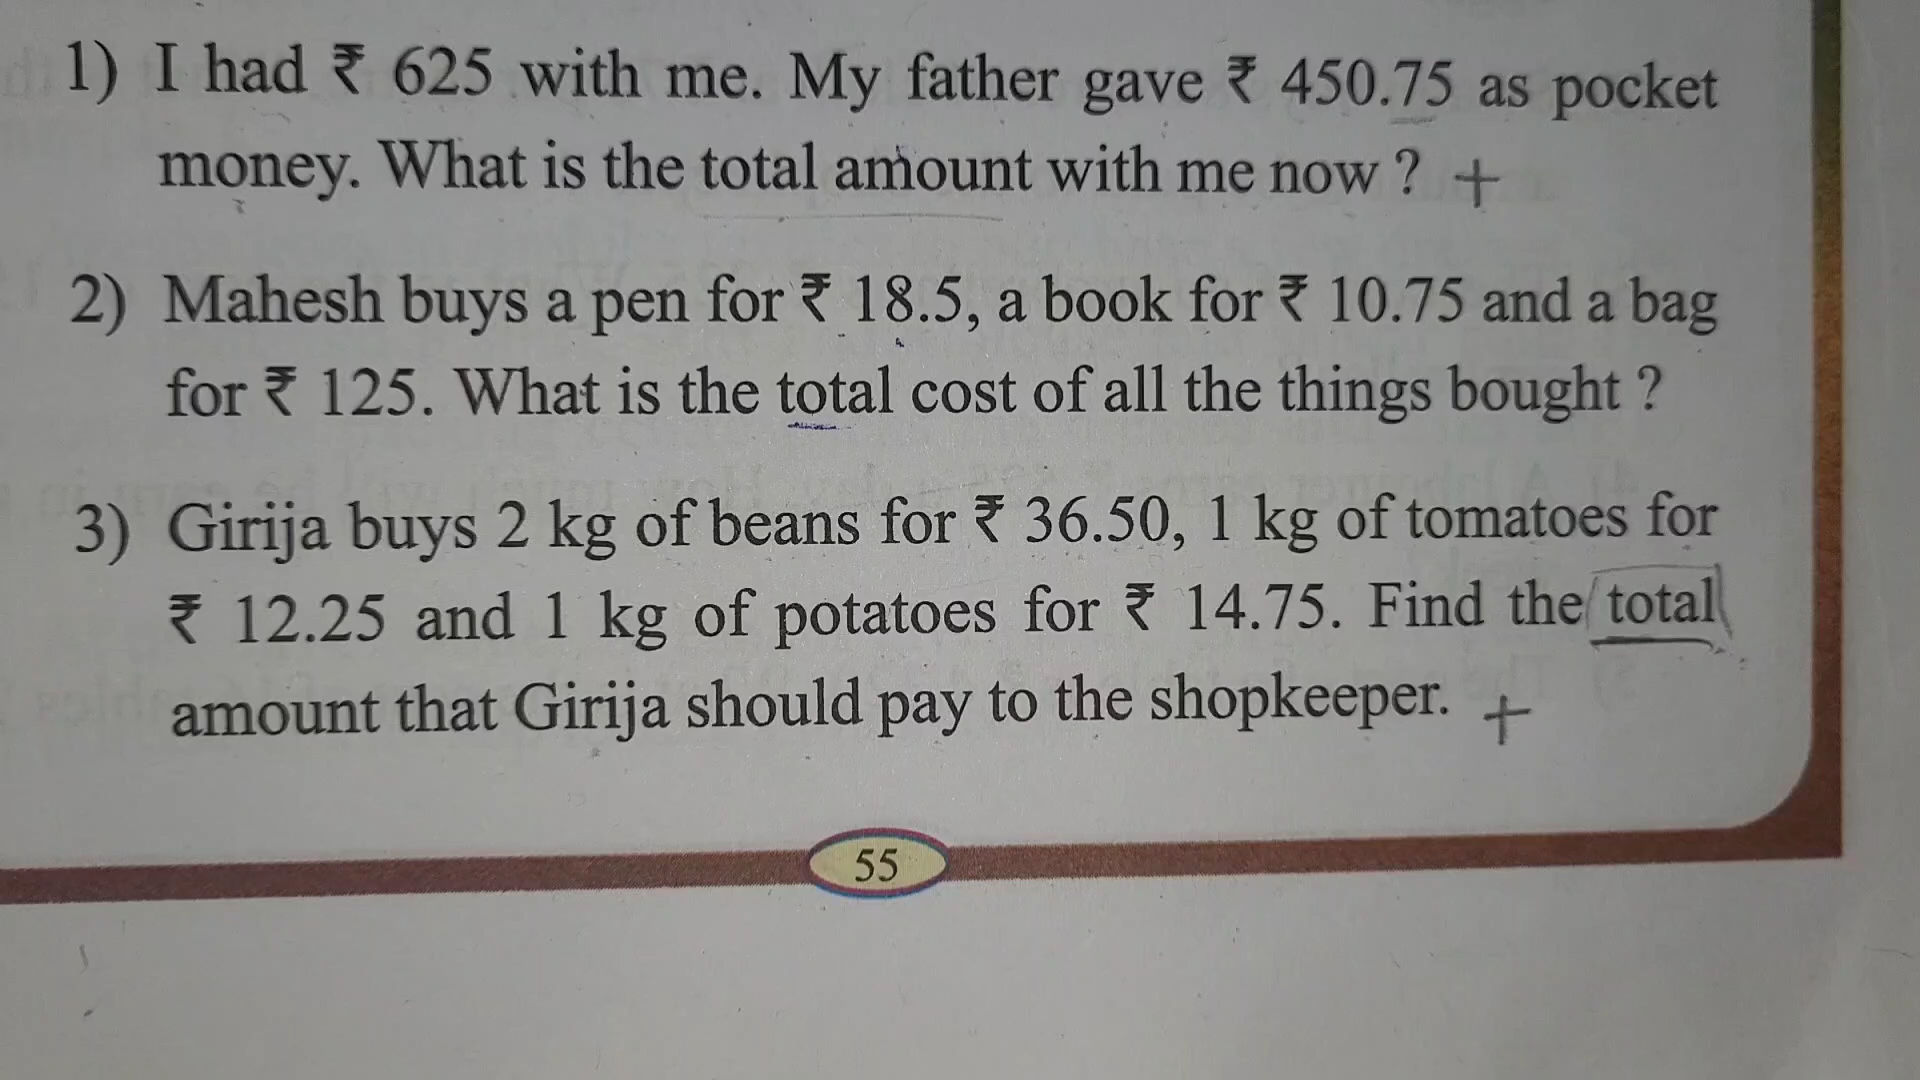 1) I had ₹ 625 with me. My father gave ₹ 450.75 as pocket
money. What is the total amount with me now ? +
2) Mahesh buys a pen for ₹ 18.5, a book for ₹ 10.75 and a bag
for ₹ 125. What is the total cost of all the things bought ?
3) Girija buys 2 kg of beans for ₹ 36.50, 1 kg of tomatoes for
₹ 12.25 and 1 kg of potatoes for ₹ 14.75. Find the total
amount that Girija should pay to the shopkeeper. +
55